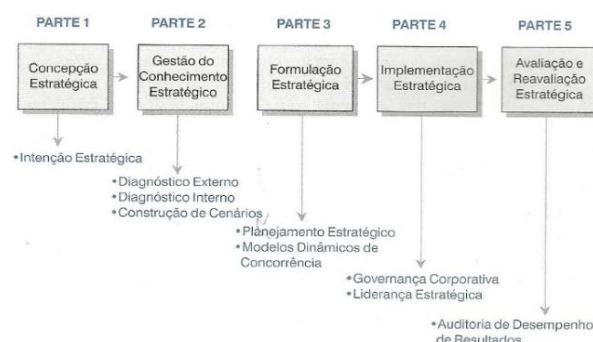 PARTE 1
PARTE 2
PARTE 3
PARTE 4
PARTE 5
Concepção
Estratégica
Gestão do
Conhecimento
Estratégico
Formulação
Estratégica
Implementação
Estratégica
Avaliação e
Reavaliação
Estratégica
•Intenção Estratégica
•Diagnóstico Externo
•Diagnóstico Interno
•Construção de Cenários
•Planejamento Estratégico
•Modelos Dinâmicos de
Concorrência
•Governança Corporativa
•Liderança Estratégica
•Auditoria de Desempenho
de Resultados